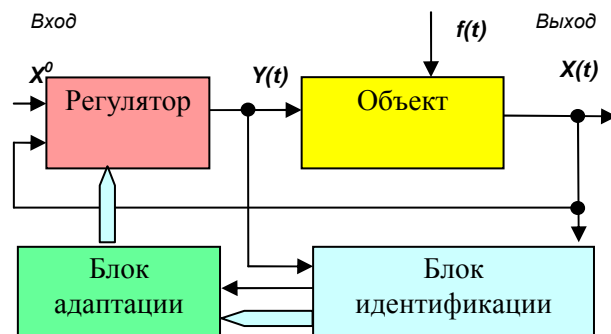 Вход
Выход
f(t)
X⁰
Y(t)
X(t)
Регулятор
Объект
Блок
адаптации
Блок
идентификации